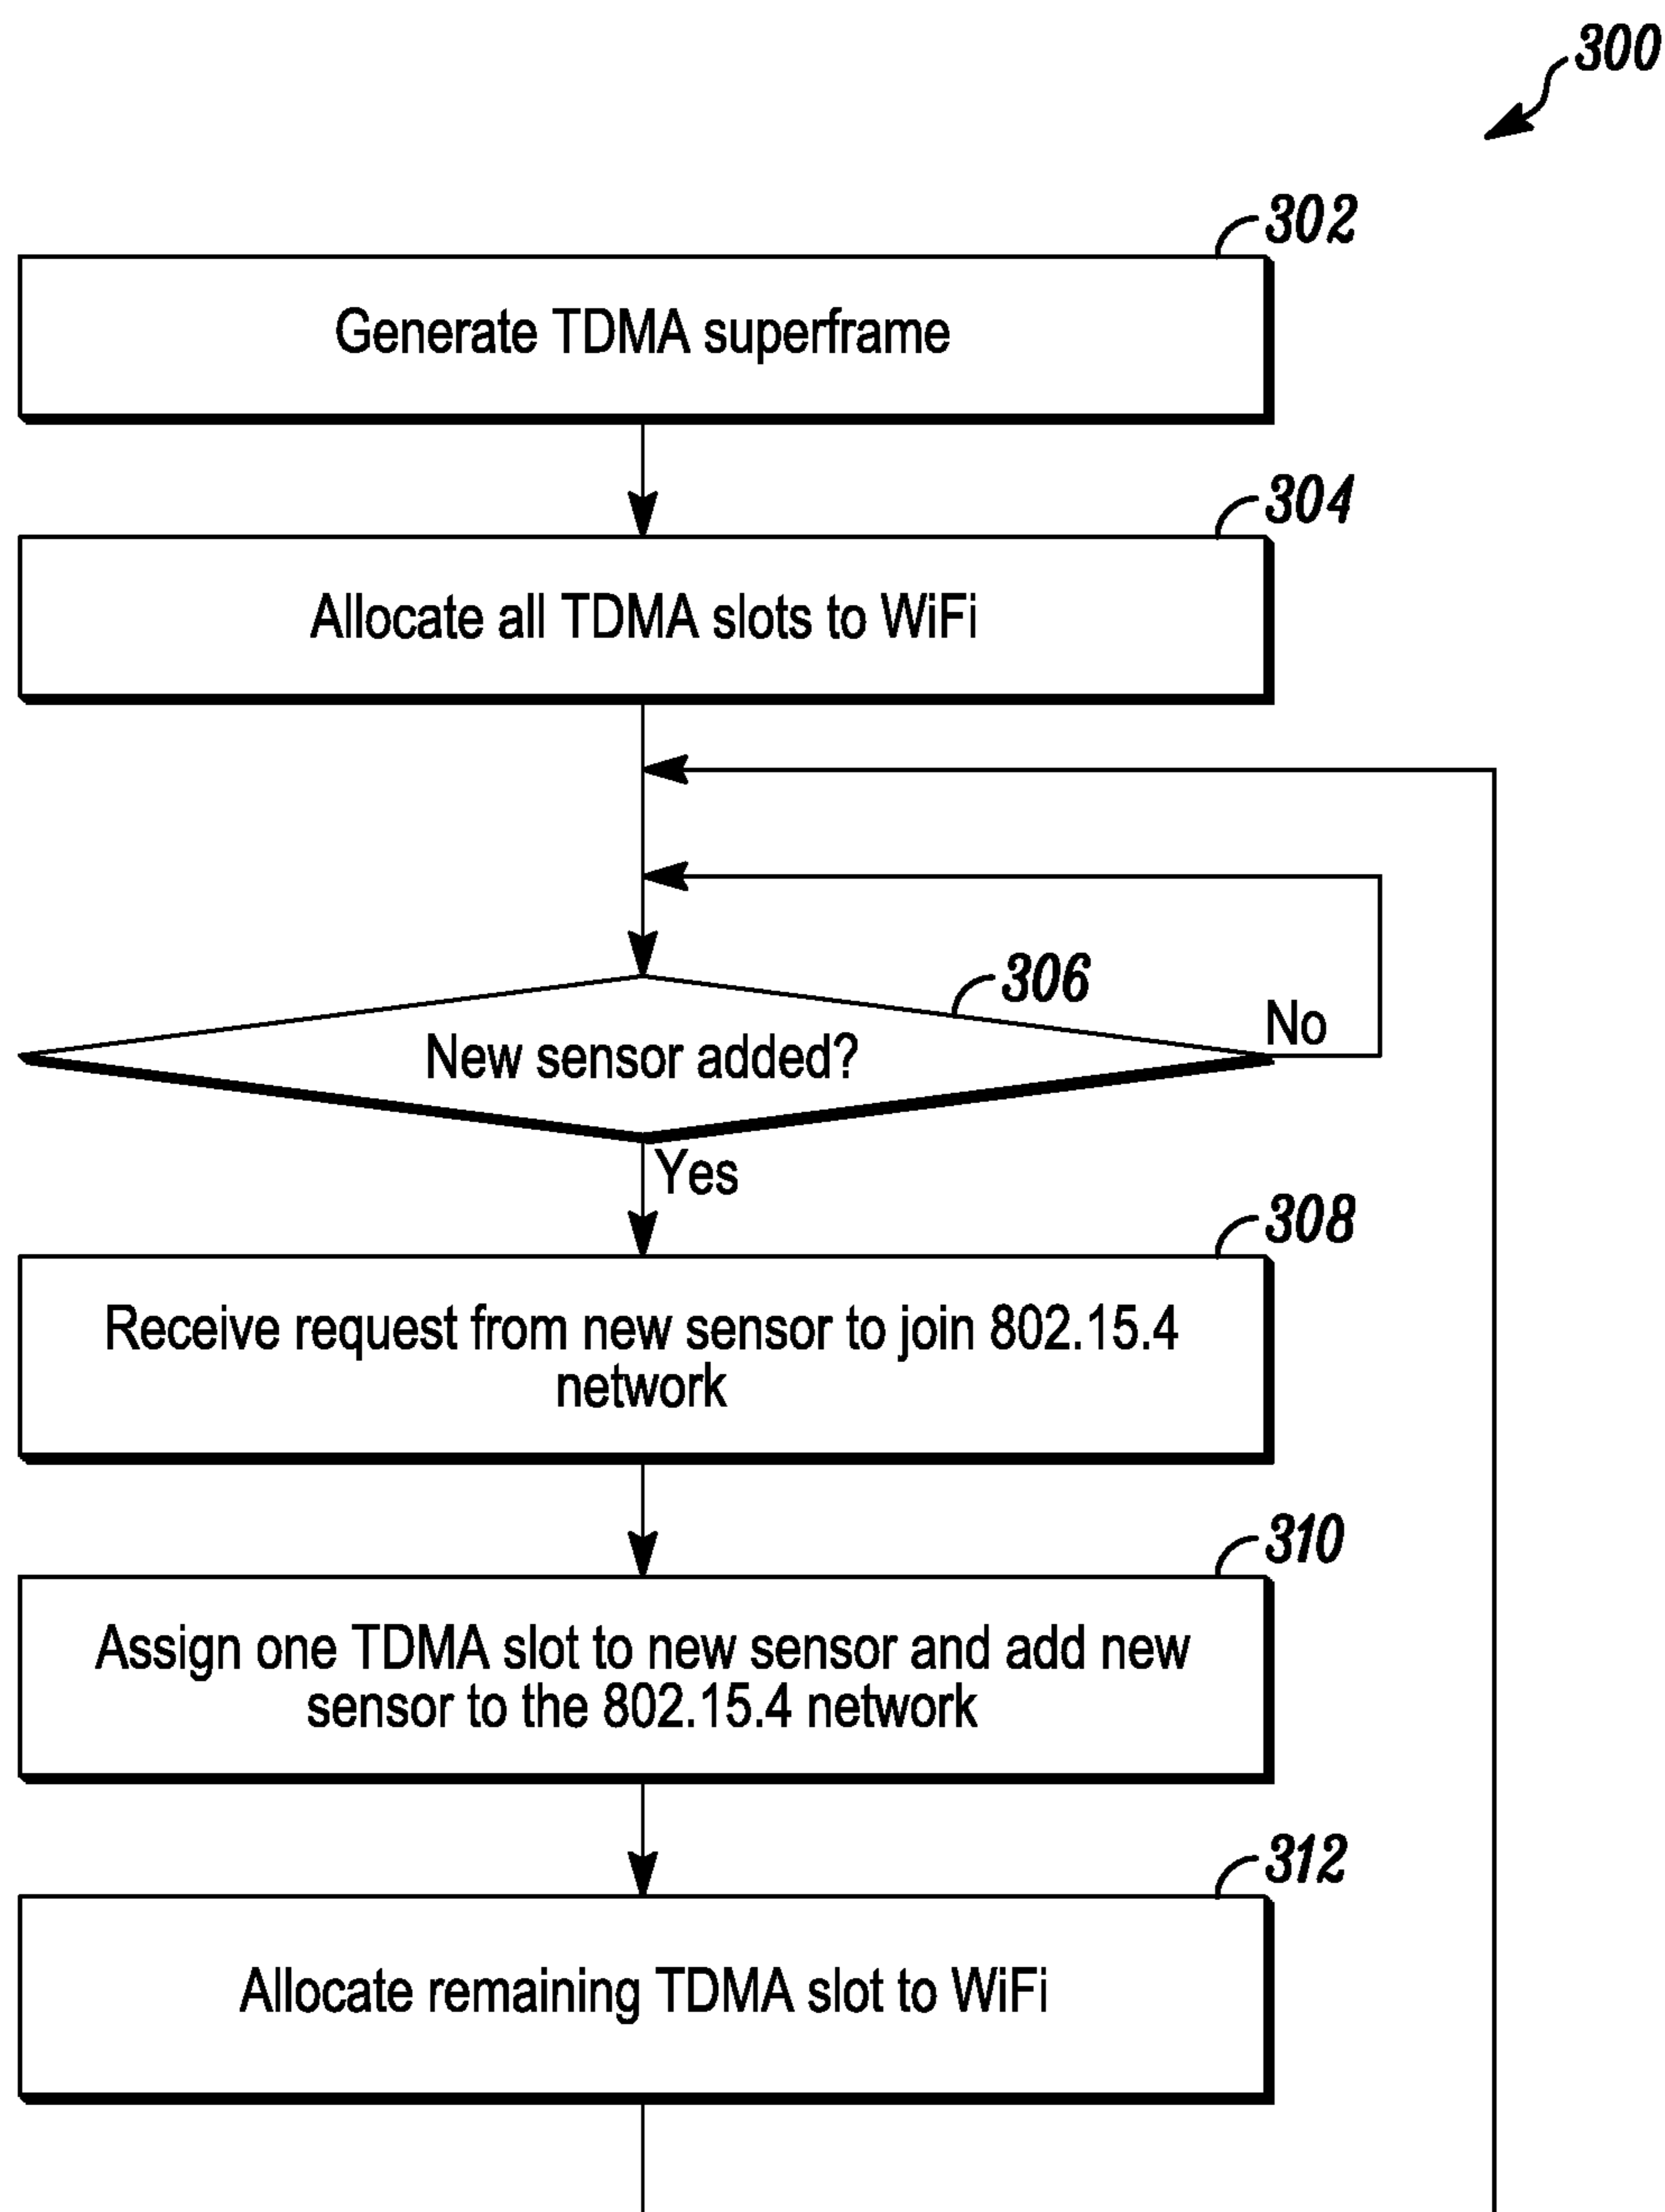 300
302
Generate TDMA superframe
304
Allocate all TDMA slots to WiFi
306
New sensor added?
No
Yes
308
Receive request from new sensor to join 802.15.4
network
310
Assign one TDMA slot to new sensor and add new
sensor to the 802.15.4 network
312
Allocate remaining TDMA slot to WiFi